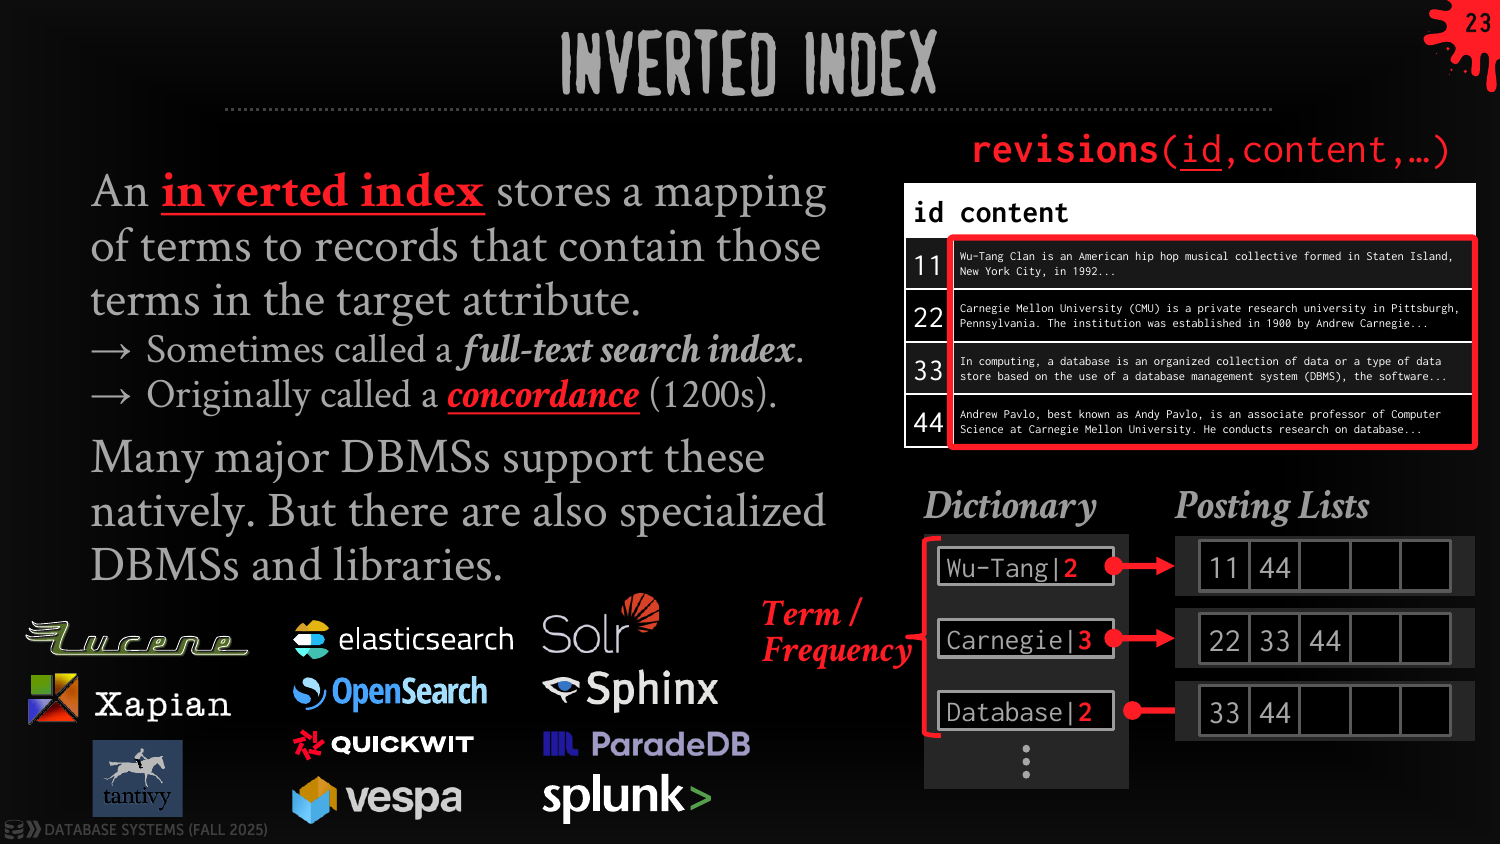 23
INVERTED INDEX
An inverted index stores a mapping
of terms to records that contain those
terms in the target attribute.
→ Sometimes called a full-text search index.
→ Originally called a concordance (1200s).
Many major DBMSs support these
natively. But there are also specialized
DBMSs and libraries.
Lucene
elasticsearch
Solr
Xapian
OpenSearch
Sphinx
QUICKWIT
ParadeDB
tantivy
vespa
splunk>
revisions(id,content,…)
id content
11 Wu-Tang Clan is an American hip hop musical collective formed in Staten Island,
New York City, in 1992...
22 Carnegie Mellon University (CMU) is a private research university in Pittsburgh,
Pennsylvania. The institution was established in 1900 by Andrew Carnegie...
33 In computing, a database is an organized collection of data or a type of data
store based on the use of a database management system (DBMS), the software...
44 Andrew Pavlo, best known as Andy Pavlo, is an associate professor of Computer
Science at Carnegie Mellon University. He conducts research on database...
Dictionary
Posting Lists
Term /
Frequency
Wu-Tang|2
11 44
Carnegie|3
22 33 44
Database|2
33 44
DATABASE SYSTEMS (FALL 2025)